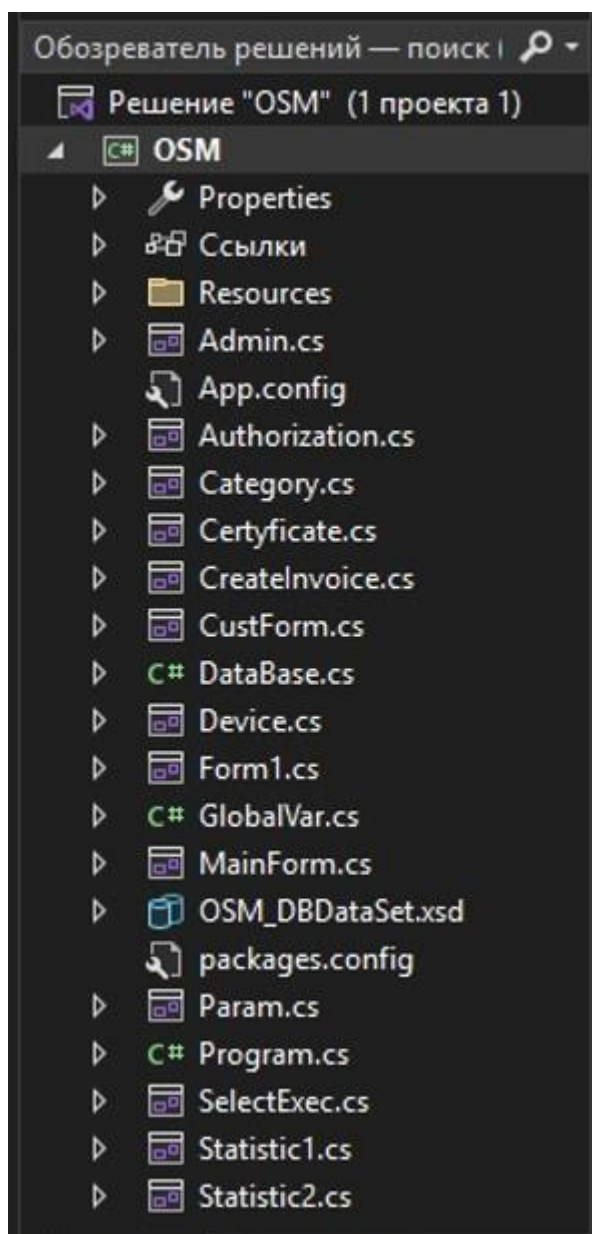 Обозреватель решений — поиск
Решение "OSM" (1 проекта 1)
C# OSM
Properties
Ссылки
Resources
Admin.cs
App.config
Authorization.cs
Category.cs
Certyficate.cs
CreateInvoice.cs
CustForm.cs
C# DataBase.cs
Device.cs
Form1.cs
C# GlobalVar.cs
MainForm.cs
OSM_DBDataSet.xsd
packages.config
Param.cs
C# Program.cs
SelectExec.cs
Statistic1.cs
Statistic2.cs